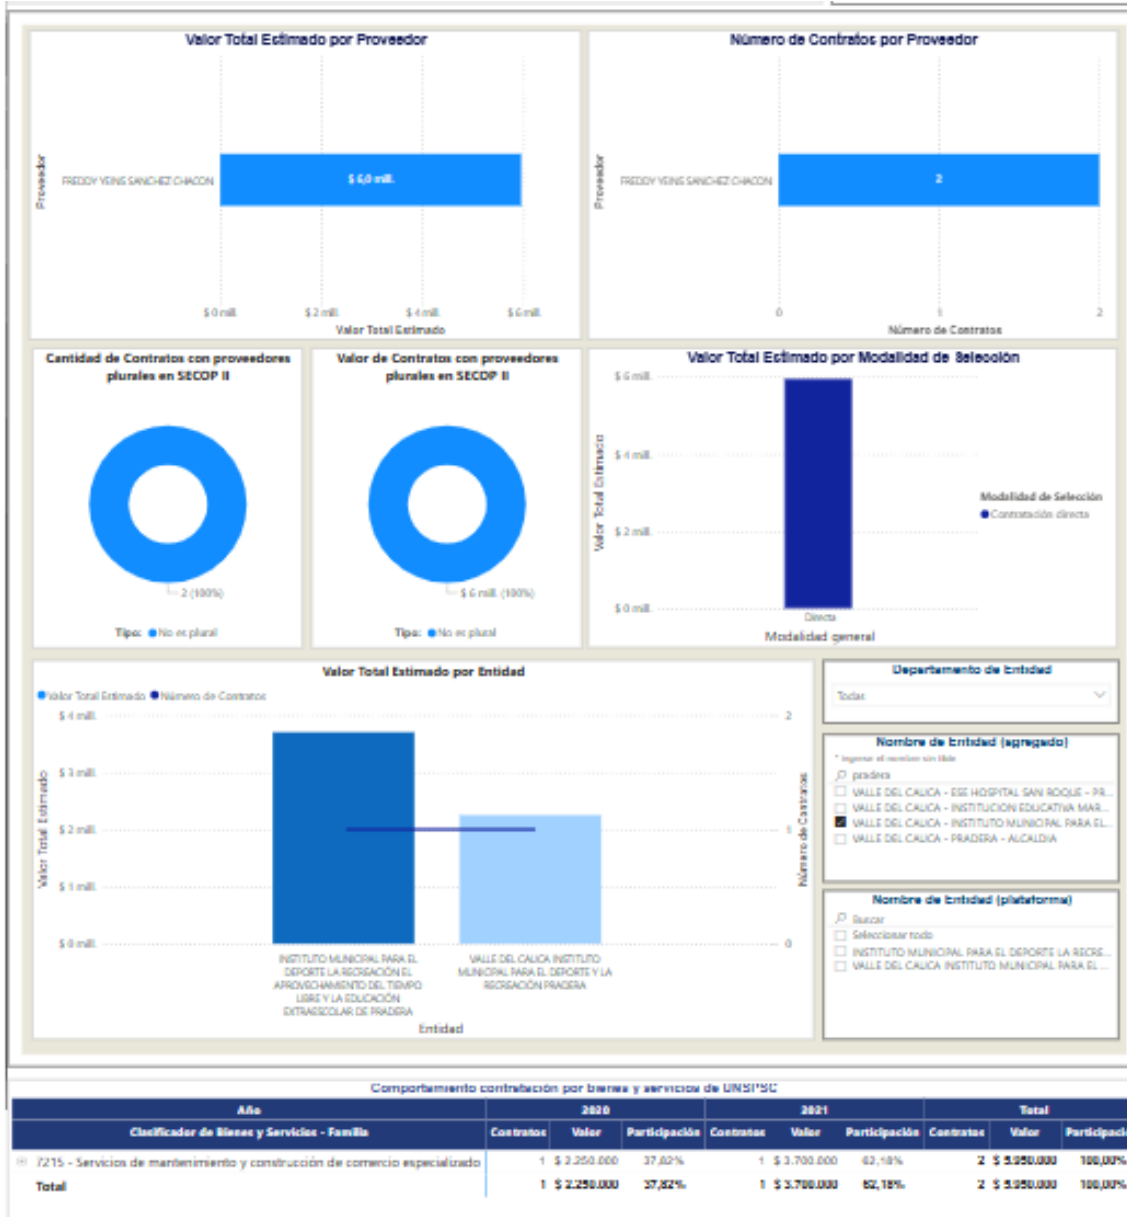 Valor Total Estimado por Proveedor
Proveedor
FREDDY YEINS SANCHEZ CHACON
$ 6,0 mill.
$ 0 mill.
$ 2 mill.
$ 4 mill.
$ 6 mill.
Valor Total Estimado
Número de Contratos por Proveedor
Proveedor
FREDDY YEINS SANCHEZ CHACON
2
0
1
2
Número de Contratos
Cantidad de Contratos con proveedores
plurales en SECOP II
2 (100%)
Tipo: No es plural
Valor de Contratos con proveedores
plurales en SECOP II
$ 6 mill. (100%)
Tipo: No es plural
Valor Total Estimado por Modalidad de Selección
Valor Total Estimado
$ 6 mill.
$ 4 mill.
$ 2 mill.
$ 0 mill.
Directa
Modalidad general
Modalidad de Selección
Contratación directa
Valor Total Estimado por Entidad
Valor Total Estimado Número de Contratos
Valor Total Estimado
$ 4 mill.
$ 3 mill.
$ 2 mill.
$ 1 mill.
$ 0 mill.
2
1
0
Número de Contratos
INSTITUTO MUNICIPAL PARA EL
DEPORTE LA RECREACIÓN EL
APROVECHAMIENTO DEL TIEMPO
LIBRE Y LA EDUCACIÓN
EXTRAESCOLAR DE PRADERA
VALLE DEL CAUCA INSTITUTO
MUNICIPAL PARA EL DEPORTE Y LA
RECREACIÓN PRADERA
Entidad
Departamento de Entidad
Todas
Nombre de Entidad (agregado)
* Ingrese el nombre sin tilde
pradera
VALLE DEL CAUCA - ESE HOSPITAL SAN ROQUE - PR...
VALLE DEL CAUCA - INSTITUCION EDUCATIVA MAR...
VALLE DEL CAUCA - INSTITUTO MUNICIPAL PARA EL...
VALLE DEL CAUCA - PRADERA - ALCALDIA
Nombre de Entidad (plataforma)
Buscar
Seleccionar todo
INSTITUTO MUNICIPAL PARA EL DEPORTE LA RECRE...
VALLE DEL CAUCA INSTITUTO MUNICIPAL PARA EL ...
Comportamiento contratación por bienes y servicios de UNSPSC
Año 2020 2021 Total
Clasificador de Bienes y Servicios - Familia Contratos Valor Participación Contratos Valor Participación Contratos Valor Participació
7215 - Servicios de mantenimiento y construcción de comercio especializado 1 $ 2.250.000 37,82% 1 $ 3.700.000 62,18% 2 $ 5.950.000 100,00%
Total 1 $ 2.250.000 37,82% 1 $ 3.700.000 62,18% 2 $ 5.950.000 100,00%